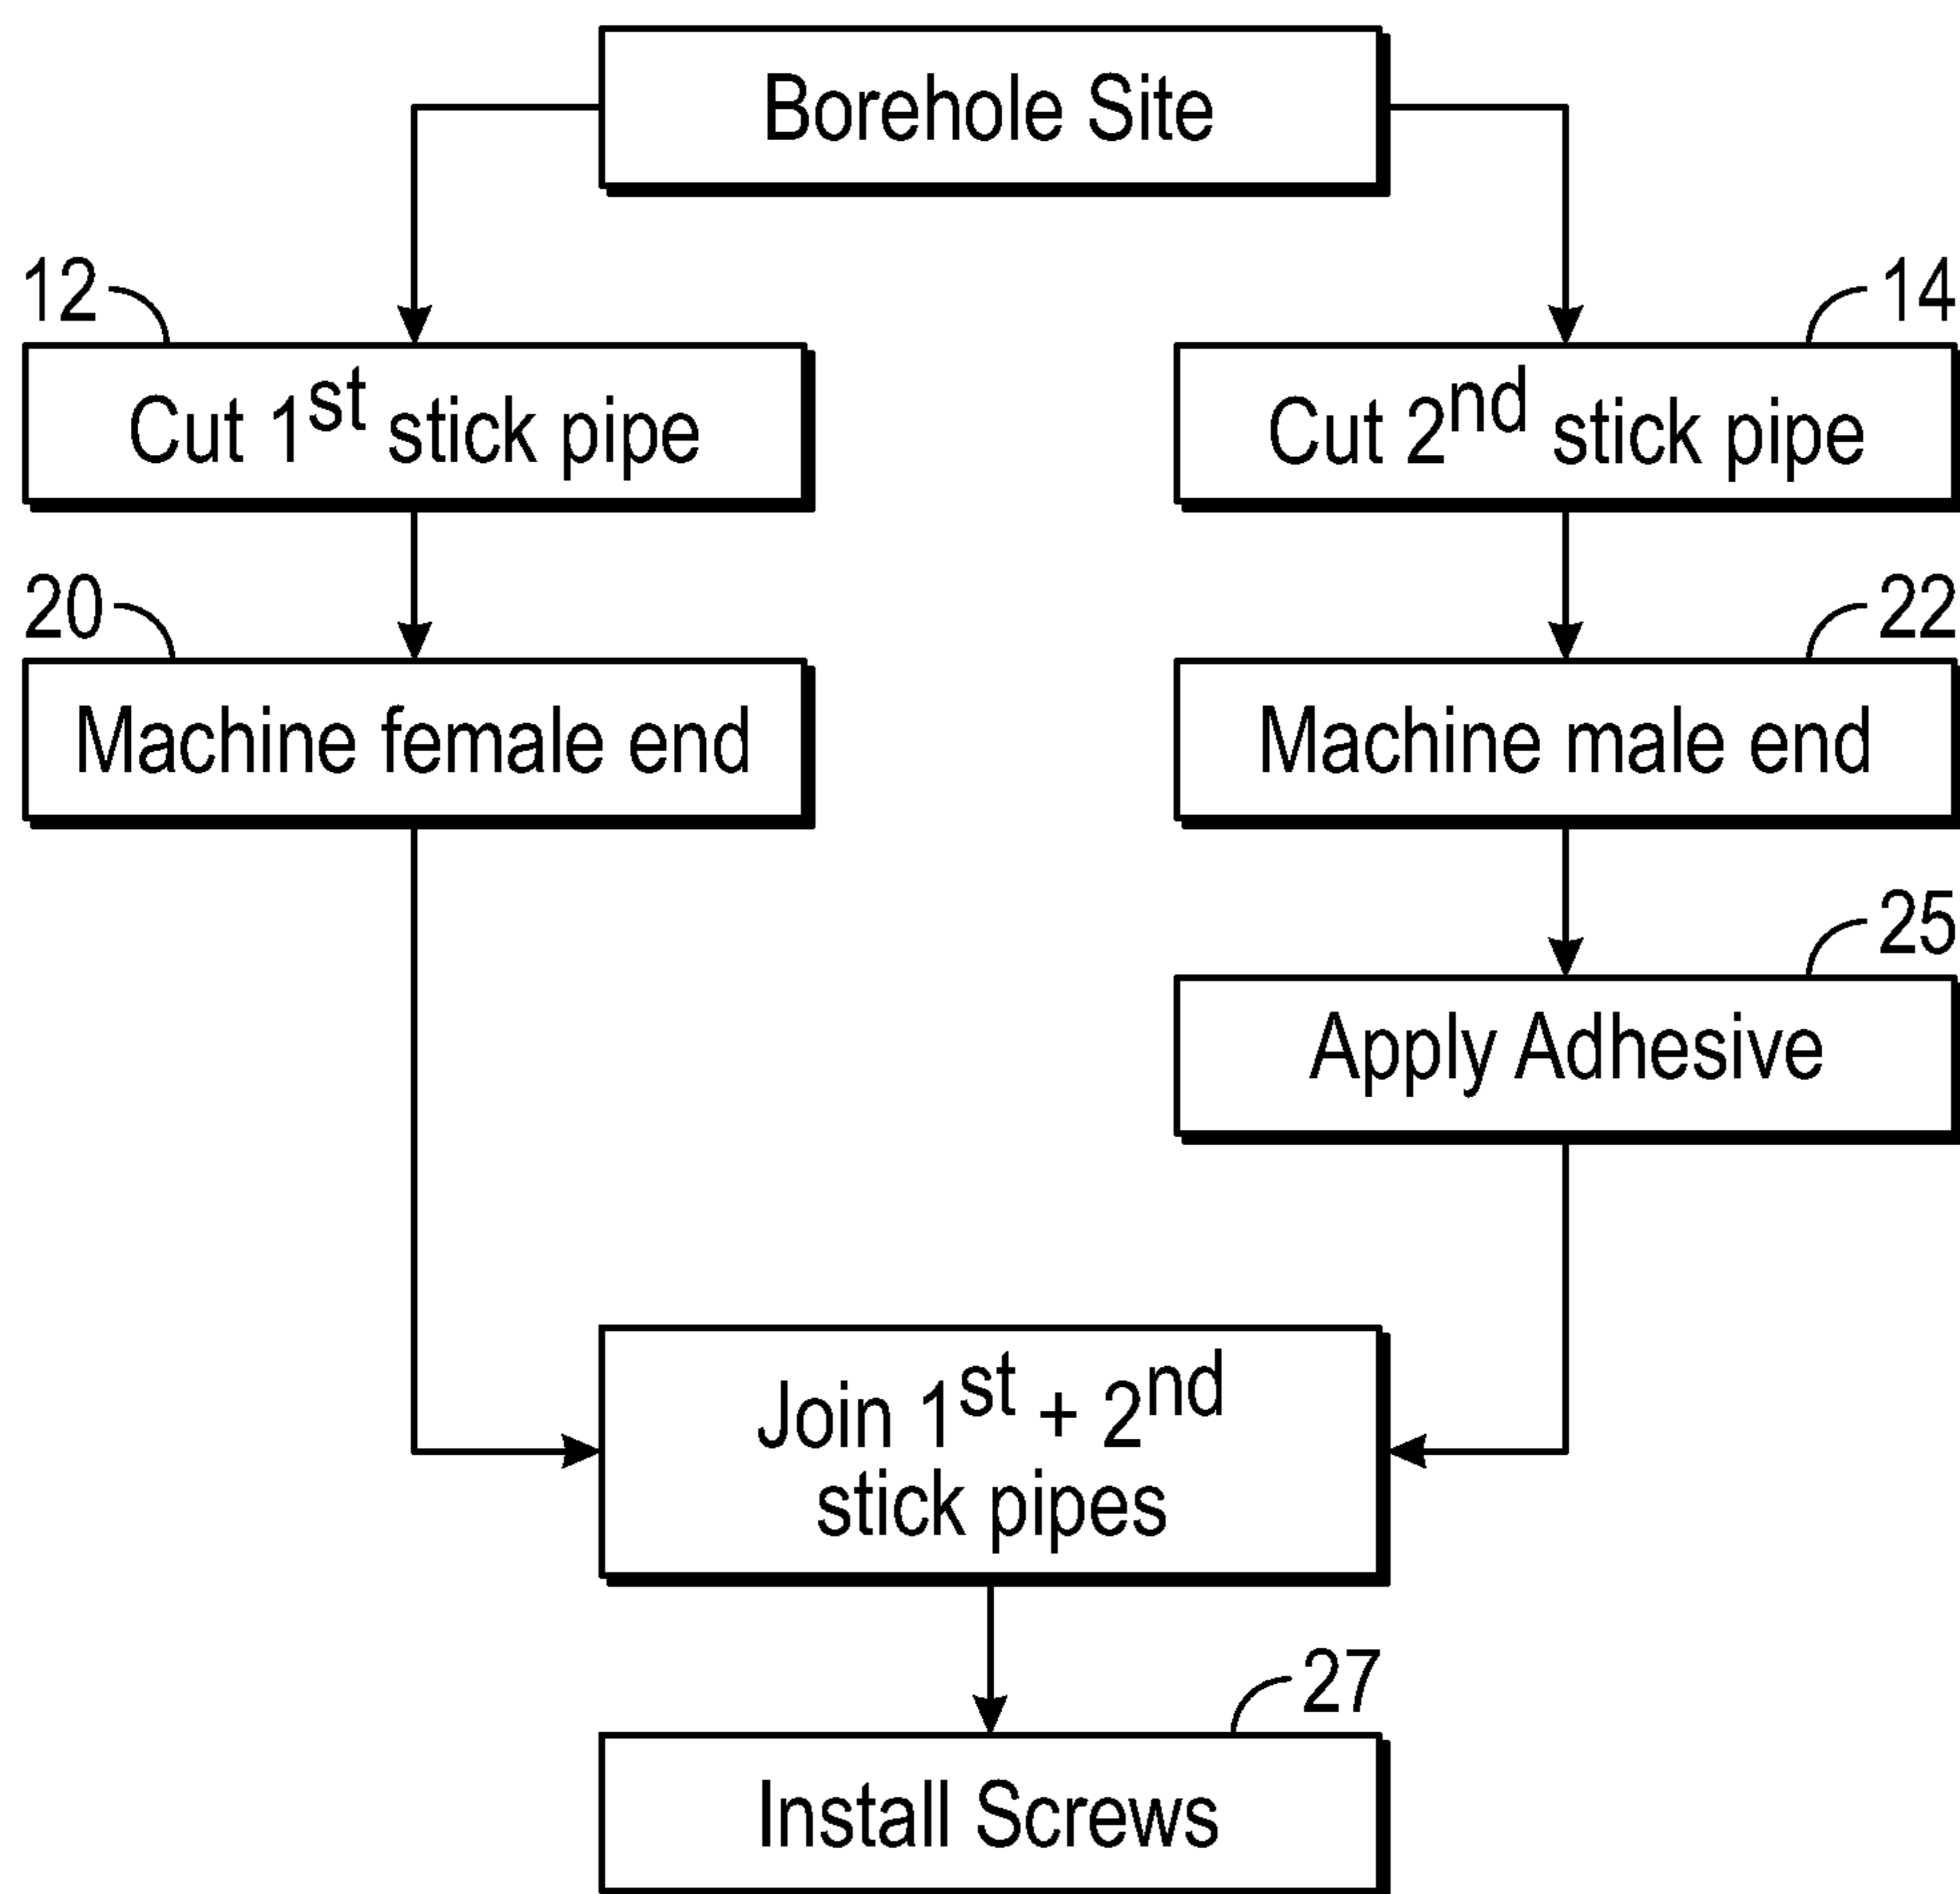 Borehole Site
12
14
Cut 1st stick pipe
Cut 2nd stick pipe
20
22
Machine female end
Machine male end
25
Apply Adhesive
Join 1st + 2nd
stick pipes
27
Install Screws